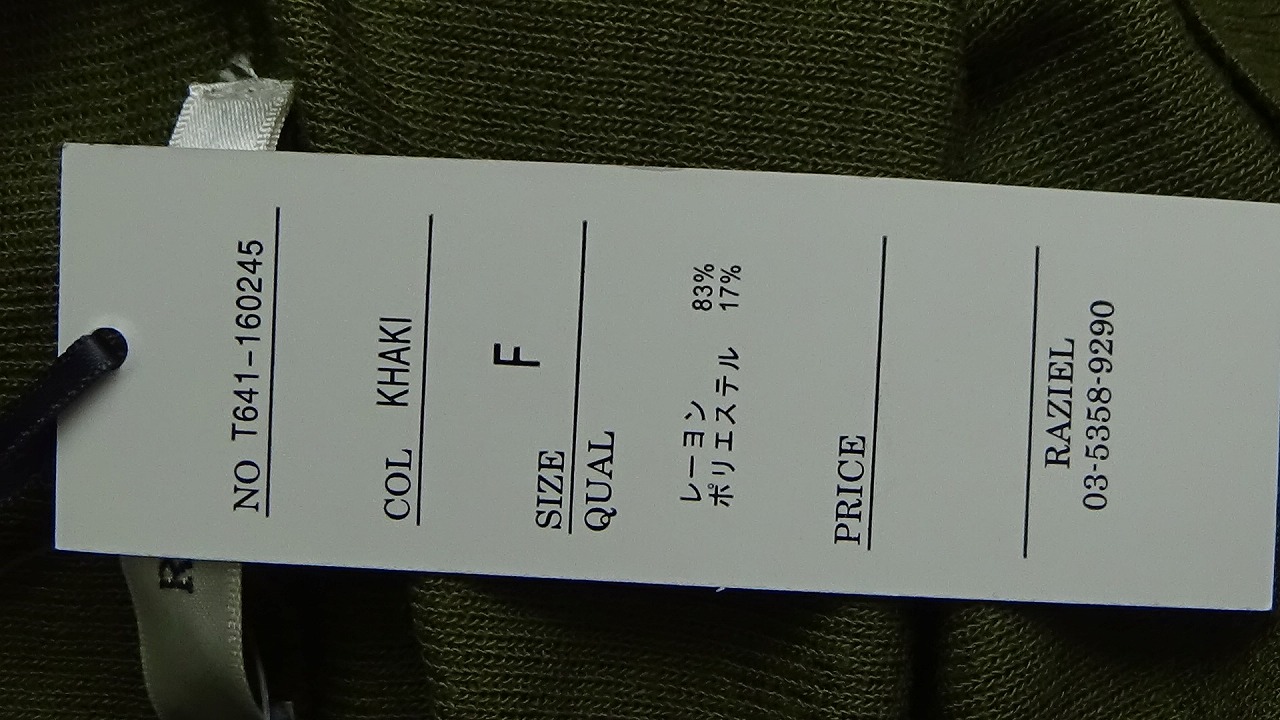 NO T641-160245
COL KHAKI
SIZE F
QUAL
レーヨン 83%
ポリエステル 17%
PRICE
RAZIEL
03-5358-9290
R